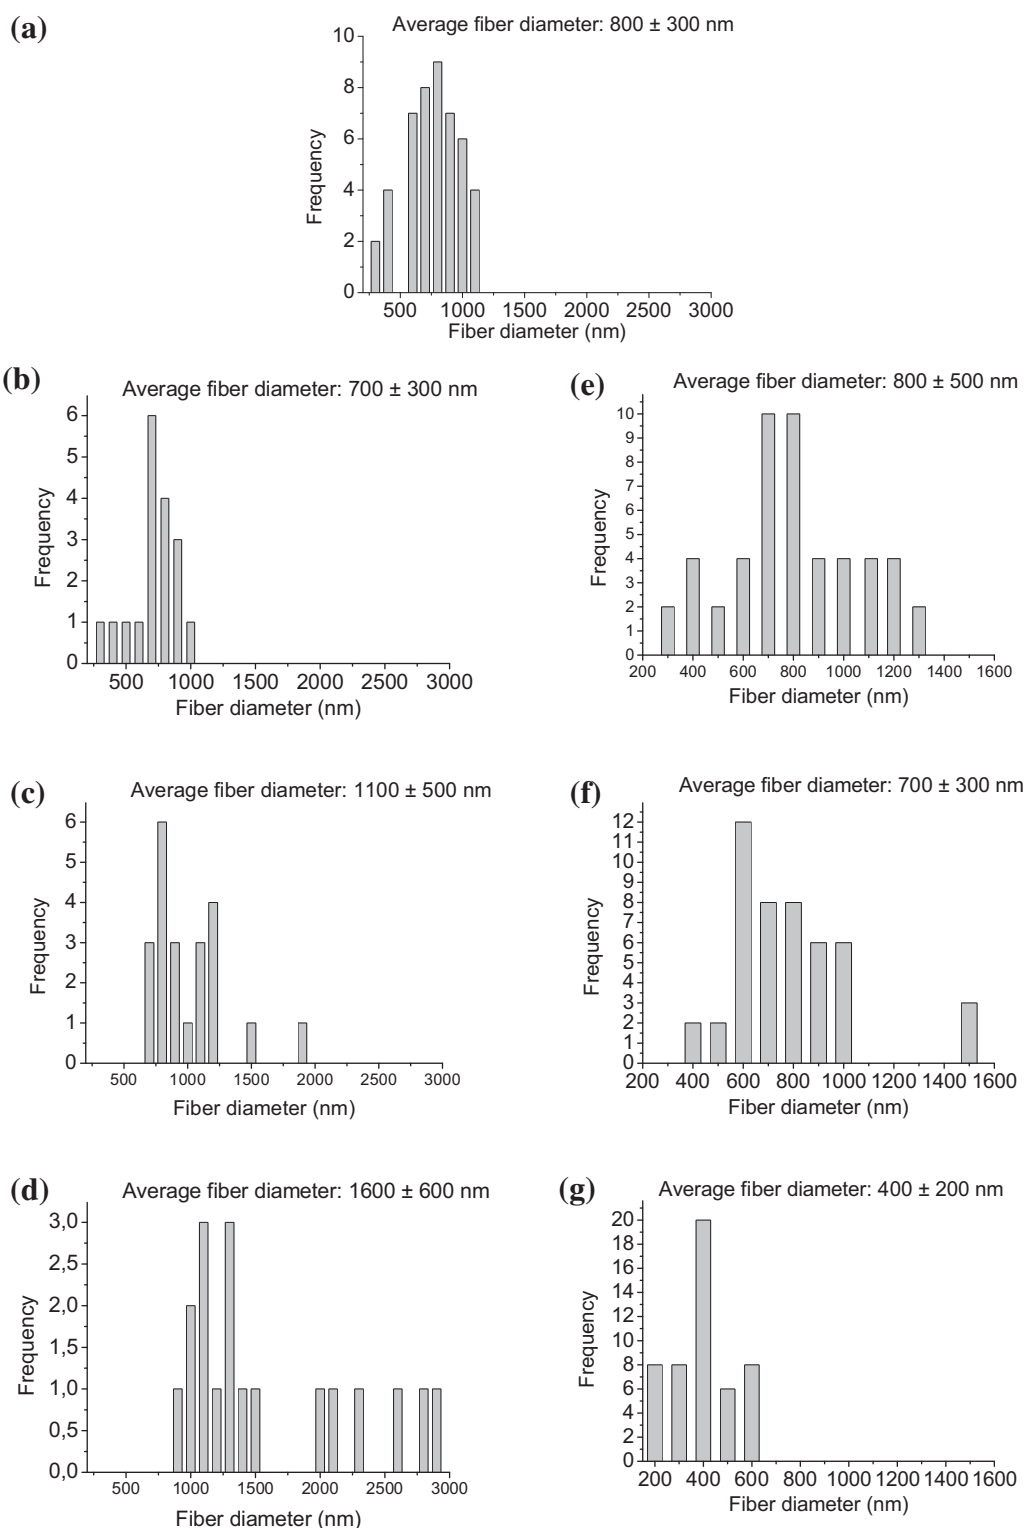 (a)
Average fiber diameter: 800 ± 300 nm
10
8
6
4
2
0
Frequency
500 1000 1500 2000 2500 3000
Fiber diameter (nm)
(b)
Average fiber diameter: 700 ± 300 nm
6
5
4
3
2
1
0
Frequency
500 1000 1500 2000 2500 3000
Fiber diameter (nm)
(e)
Average fiber diameter: 800 ± 500 nm
10
9
8
7
6
5
4
3
2
1
0
Frequency
200 400 600 800 1000 1200 1400 1600
Fiber diameter (nm)
(c)
Average fiber diameter: 1100 ± 500 nm
6
5
4
3
2
1
0
Frequency
500 1000 1500 2000 2500 3000
Fiber diameter (nm)
(f)
Average fiber diameter: 700 ± 300 nm
12
11
10
9
8
7
6
5
4
3
2
1
0
Frequency
200 400 600 800 1000 1200 1400 1600
Fiber diameter (nm)
(d)
Average fiber diameter: 1600 ± 600 nm
3,0
2,5
2,0
1,5
1,0
0,5
0,0
Frequency
500 1000 1500 2000 2500 3000
Fiber diameter (nm)
(g)
Average fiber diameter: 400 ± 200 nm
20
18
16
14
12
10
8
6
4
2
0
Frequency
200 400 600 800 1000 1200 1400 1600
Fiber diameter (nm)